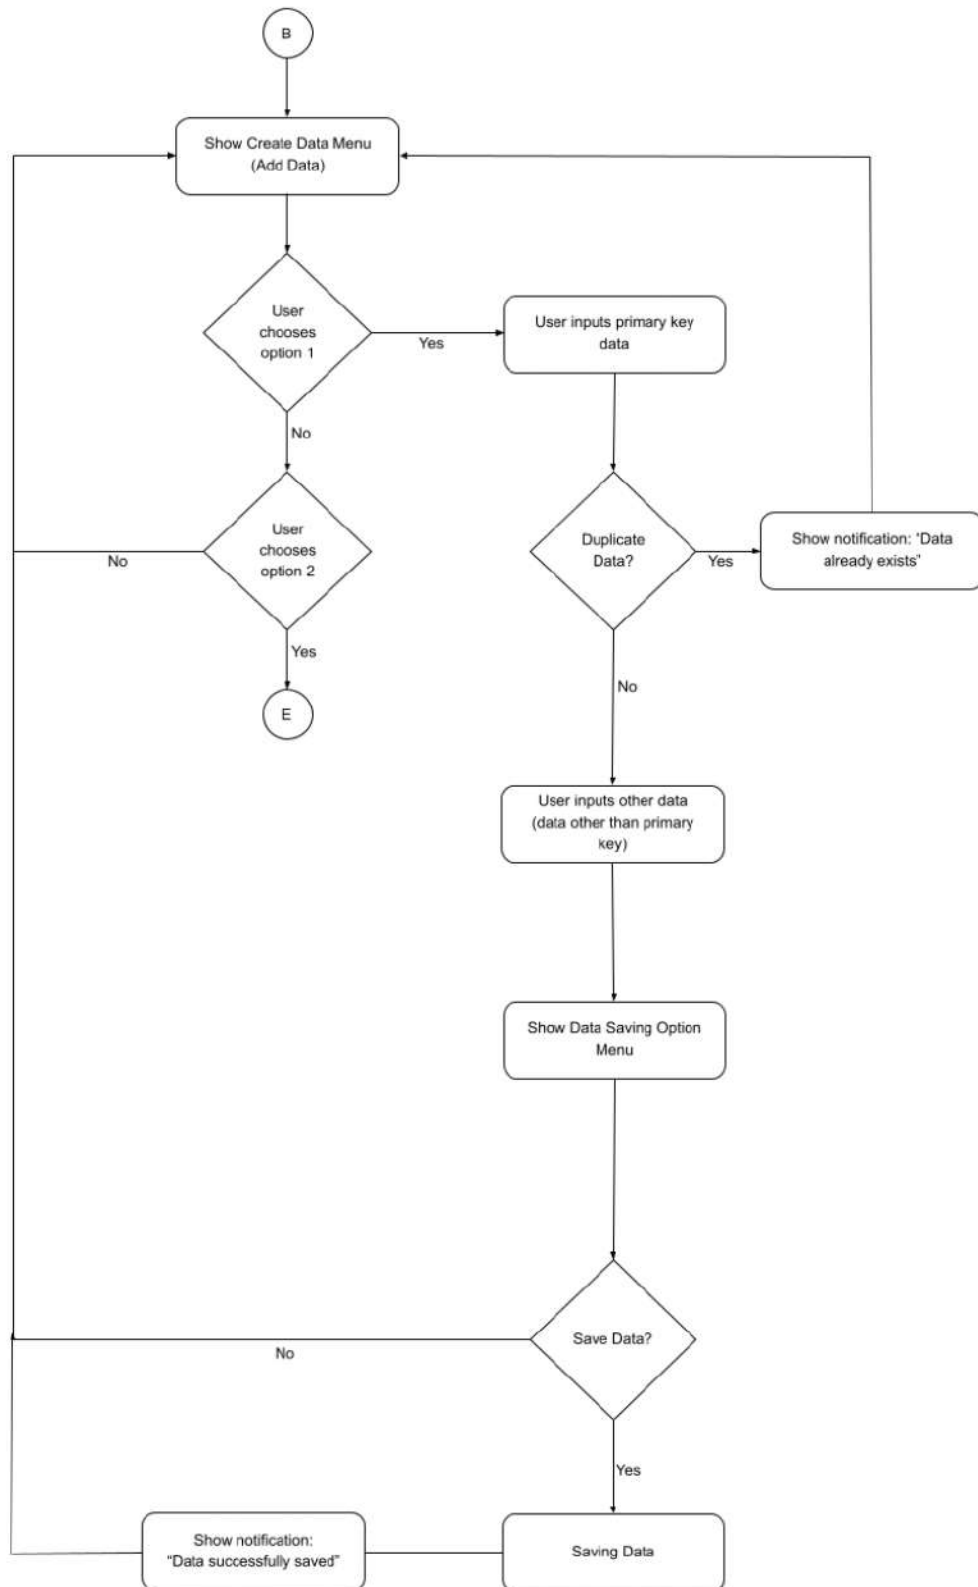 B
Show Create Data Menu
(Add Data)
User
chooses
option 1
Yes
User inputs primary key
data
No
User
chooses
option 2
No
Duplicate
Data?
Yes
Show notification: "Data
already exists"
Yes
E
No
User inputs other data
(data other than primary
key)
Show Data Saving Option
Menu
Save Data?
No
Yes
Show notification:
"Data successfully saved"
Saving Data